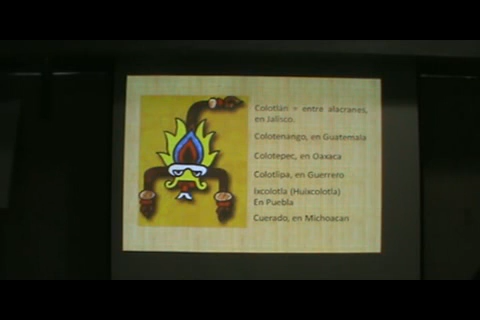 Colotlán = entre alacranes,
en Jalisco.
Colotenango, en Guatemala
Colotepec, en Oaxaca
Colotlipa, en Guerrero
Ixcolotla (Huixcolotla)
En Puebla
Cuerado, en Michoacan